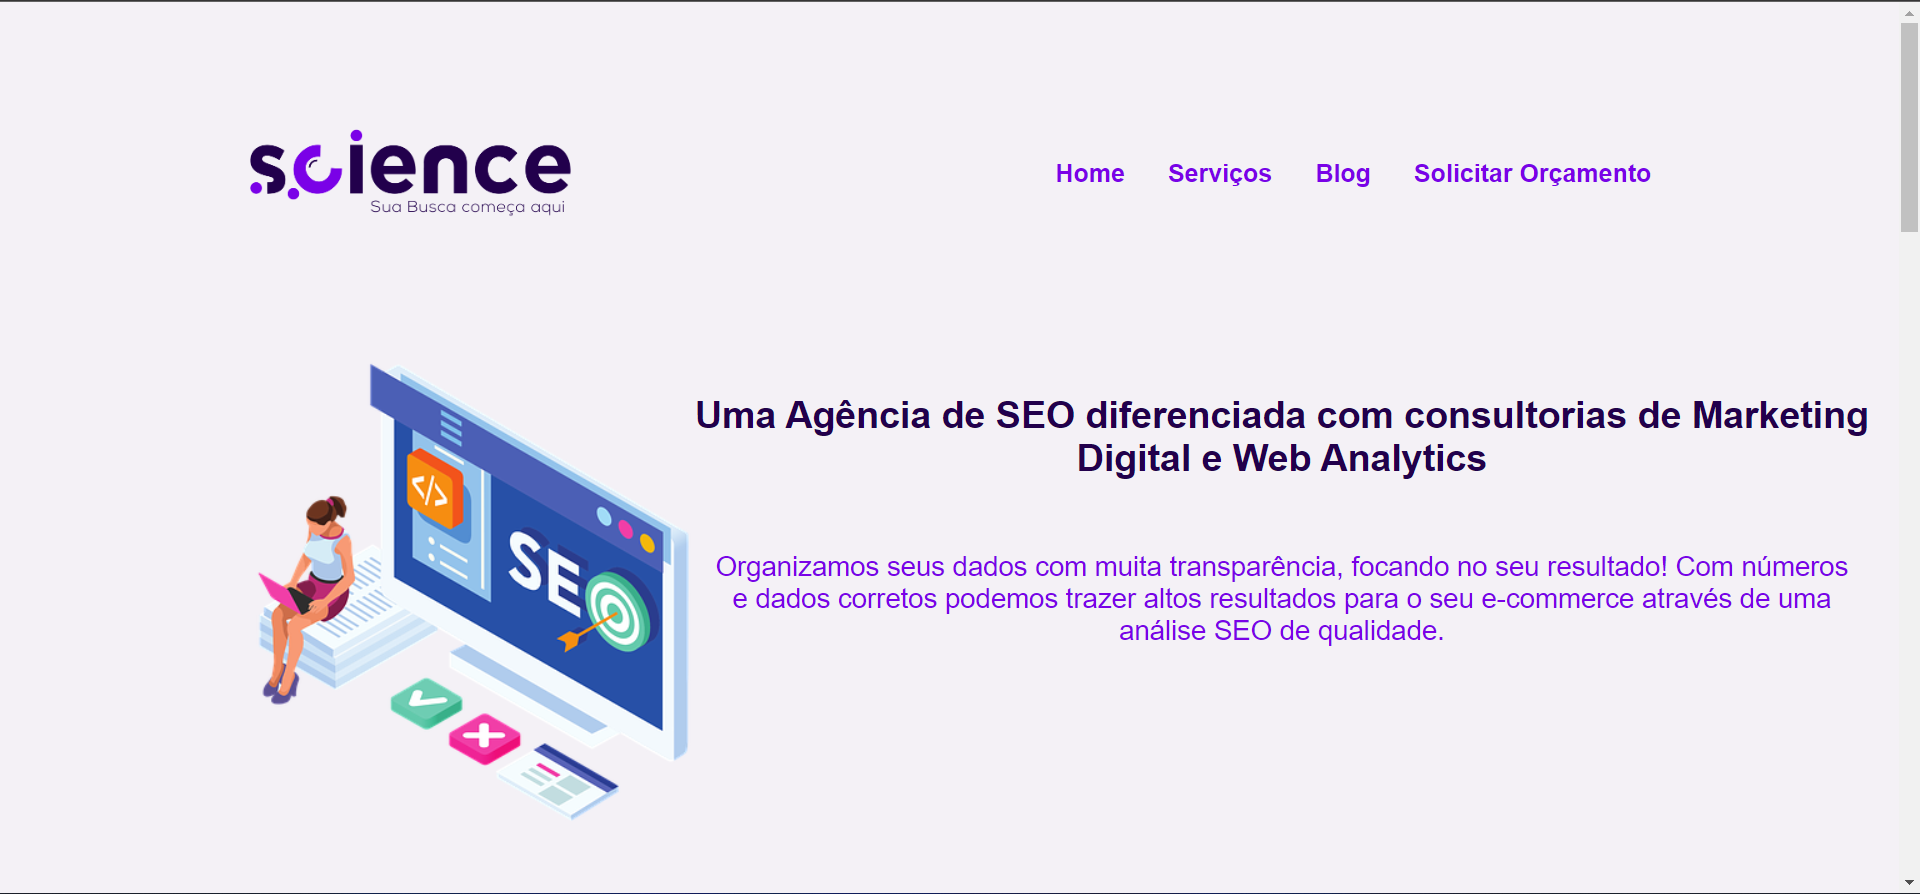 science
Sua Busca começa aqui
Home Serviços Blog Solicitar Orçamento
</>
SEO
Uma Agência de SEO diferenciada com consultorias de Marketing
Digital e Web Analytics
Organizamos seus dados com muita transparência, focando no seu resultado! Com números
e dados corretos podemos trazer altos resultados para o seu e-commerce através de uma
análise SEO de qualidade.